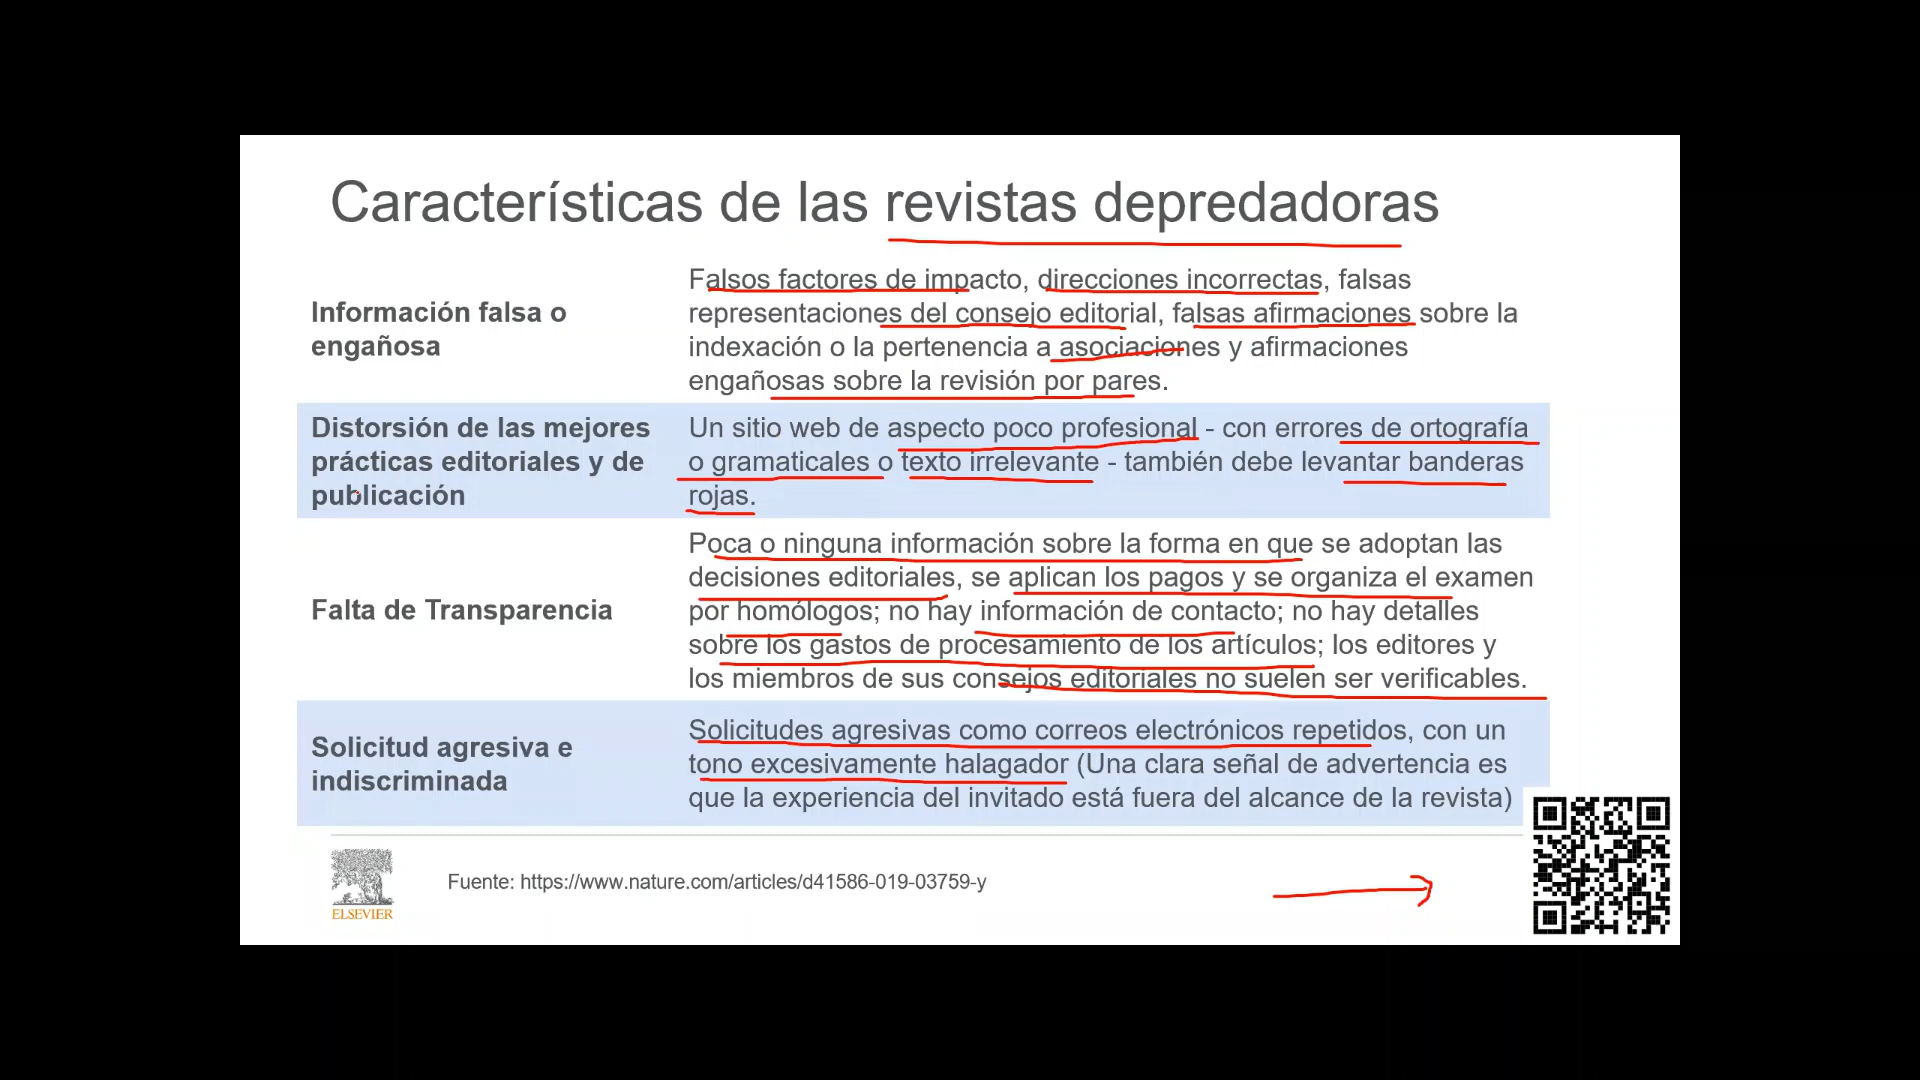 Características de las revistas depredadoras
Información falsa o
engañosa
Falsos factores de impacto, direcciones incorrectas, falsas
representaciones del consejo editorial, falsas afirmaciones sobre la
indexación o la pertenencia a asociaciones y afirmaciones
engañosas sobre la revisión por pares.
Distorsión de las mejores
prácticas editoriales y de
publicación
Un sitio web de aspecto poco profesional - con errores de ortografía
o gramaticales o texto irrelevante - también debe levantar banderas
rojas.
Falta de Transparencia
Poca o ninguna información sobre la forma en que se adoptan las
decisiones editoriales, se aplican los pagos y se organiza el examen
por homólogos; no hay información de contacto; no hay detalles
sobre los gastos de procesamiento de los artículos; los editores y
los miembros de sus consejos editoriales no suelen ser verificables.
Solicitud agresiva e
indiscriminada
Solicitudes agresivas como correos electrónicos repetidos, con un
tono excesivamente halagador (Una clara señal de advertencia es
que la experiencia del invitado está fuera del alcance de la revista)
ELSEVIER
Fuente: https://www.nature.com/articles/d41586-019-03759-y